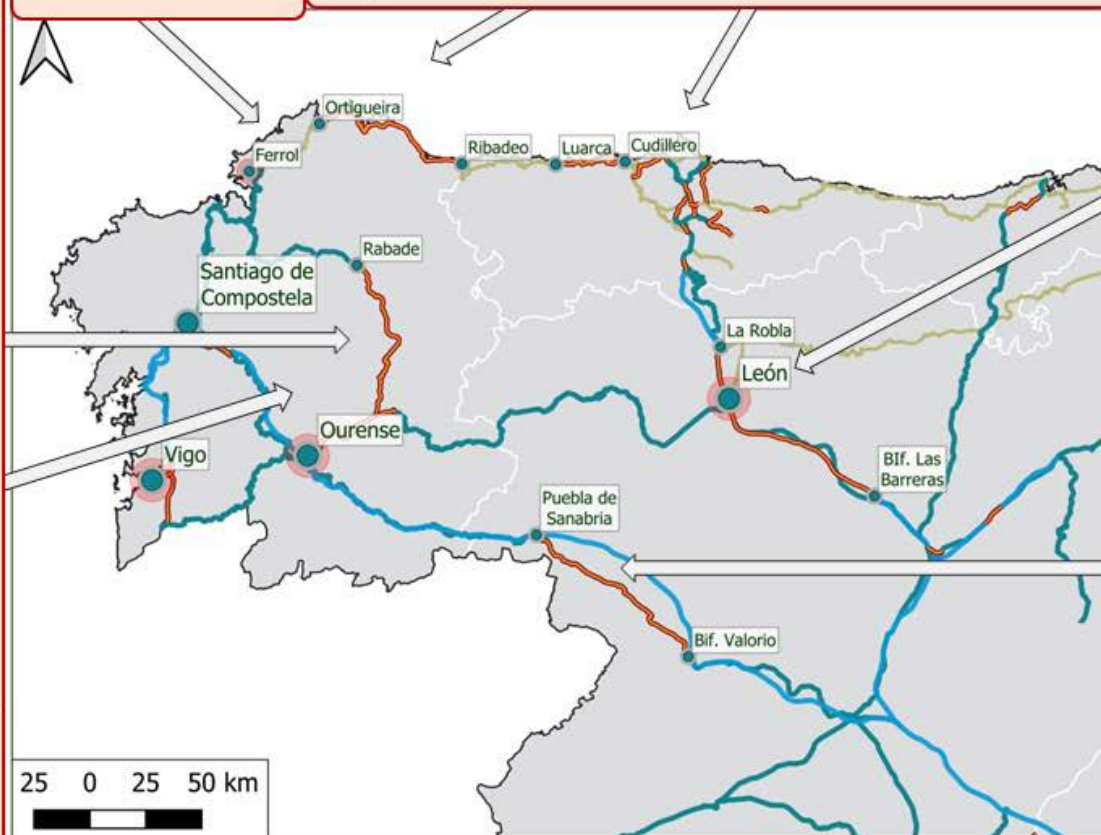 Ortigueira
Ferrol
Ribadeo
Luarca
Cudillero
Rabade
Santiago de
Compostela
La Robla
León
Ourense
Vigo
BIf. Las
Barreras
Puebla de
Sanabria
Bif. Valorio
25 0 25 50 km